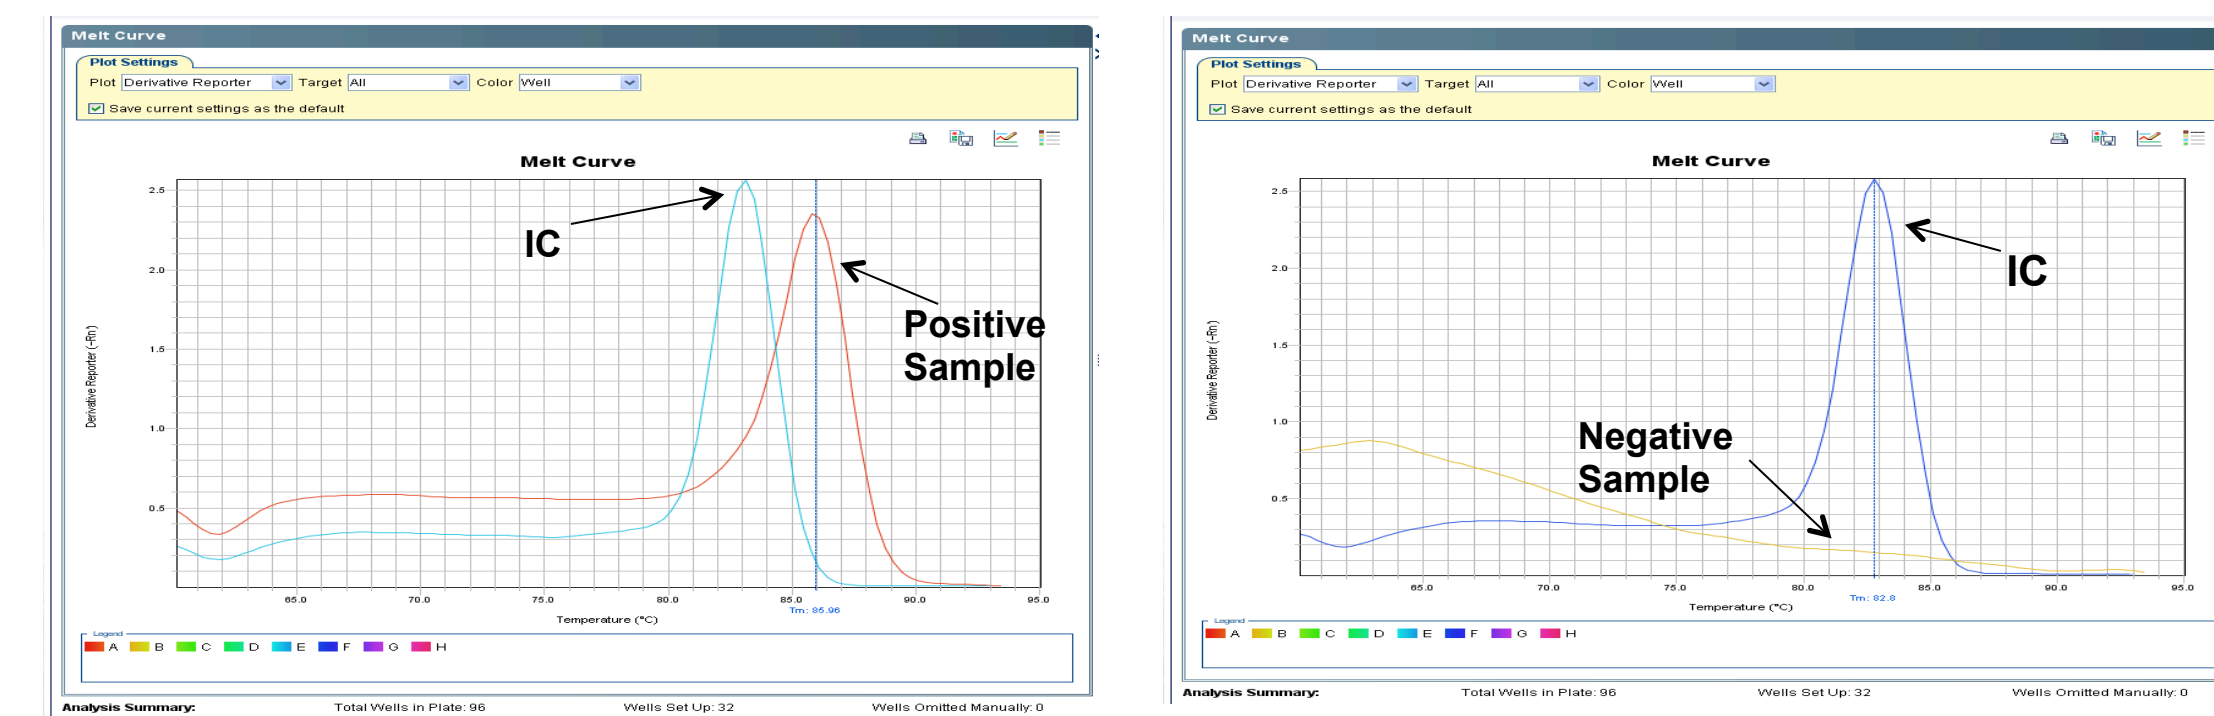 Melt Curve
Plot Settings
Plot Derivative Reporter Target All Color Well
Save current settings as the default
Melt Curve
2.5
2.0
1.5
1.0
0.5
Derivative Reporter (-Rn)
IC
Positive
Sample
65.0 70.0 75.0 80.0 85.0 90.0 95.0
Tm: 85.96
Temperature (°C)
Legend
A B C D E F G H
Analysis Summary: Total Wells in Plate: 96 Wells Set Up: 32 Wells Omitted Manually: 0
Melt Curve
Plot Settings
Plot Derivative Reporter Target All Color Well
Save current settings as the default
Melt Curve
2.5
2.0
1.5
1.0
0.5
Derivative Reporter (-Rn)
IC
Negative
Sample
65.0 70.0 75.0 80.0 85.0 90.0 95.0
Tm: 82.8
Temperature (°C)
Legend
A B C D E F G H
Analysis Summary: Total Wells in Plate: 96 Wells Set Up: 32 Wells Omitted Manually: 0